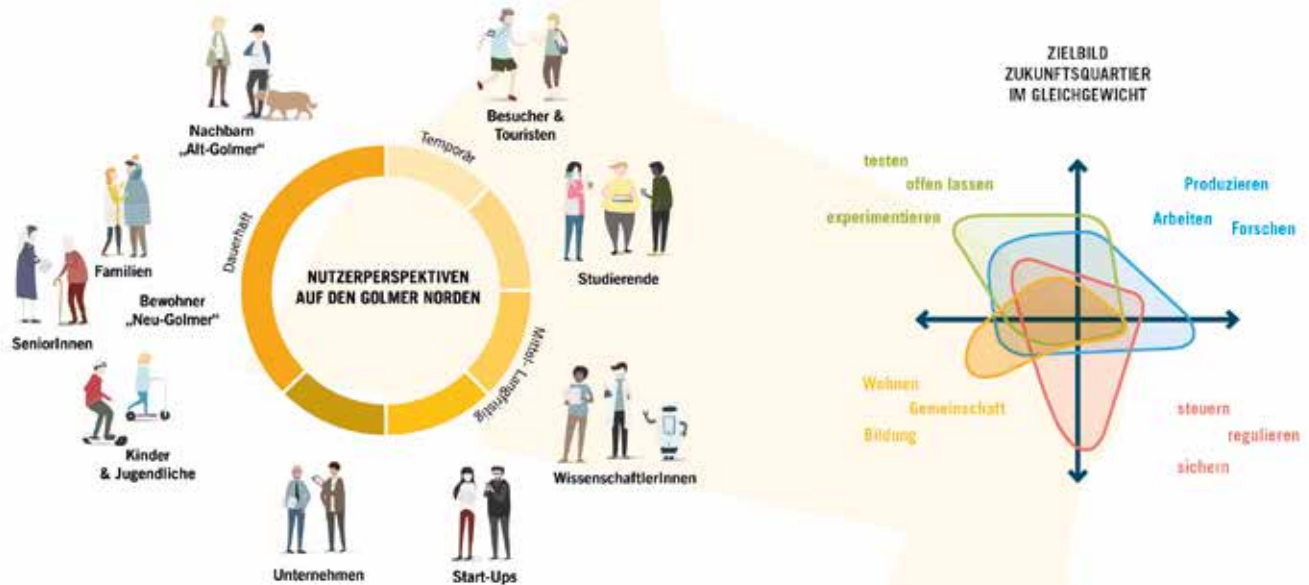 Nachbarn
„Alt-Golmer“
Besucher &
Touristen
Temporär
Familien
Dauerhaft
Studierende
NUTZERPERSPEKTIVEN
AUF DEN GOLMER NORDEN
Bewohner
„Neu-Golmer“
SeniorInnen
Mittel- Langfristig
Kinder
& Jugendliche
WissenschaftlerInnen
Unternehmen
Start-Ups
ZIELBILD
ZUKUNFTSQUARTIER
IM GLEICHGEWICHT
testen
offen lassen
experimentieren
Produzieren
Arbeiten
Forschen
Wohnen
Gemeinschaft
Bildung
steuern
regulieren
sichern